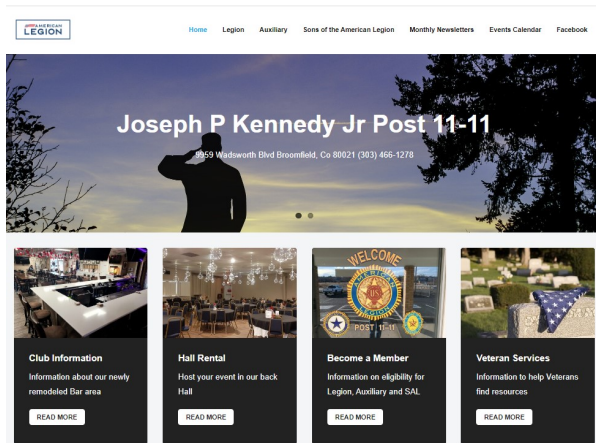 AMERICAN
LEGION
Home Legion Auxiliary Sons of the American Legion Monthly Newsletters Events Calendar Facebook
Joseph P Kennedy Jr Post 11-11
9959 Wadsworth Blvd Broomfield, Co 80021 (303) 466-1278
WELCOME
AMERICAN
LEGION
US
POST 11-11
Club Information
Information about our newly
remodeled Bar area
READ MORE
Hall Rental
Host your event in our back
Hall
READ MORE
Become a Member
Information on eligibility for
Legion, Auxiliary and SAL
READ MORE
Veteran Services
Information to help Veterans
find resources
READ MORE